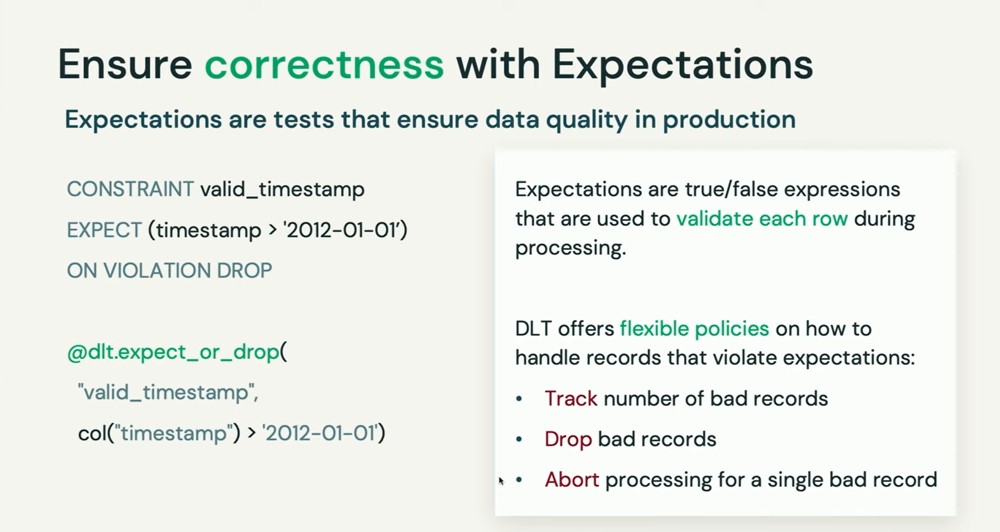 Ensure correctness with Expectations
Expectations are tests that ensure data quality in production
CONSTRAINT valid_timestamp
EXPECT (timestamp > '2012-01-01’)
ON VIOLATION DROP
@dlt.expect_or_drop(
"valid_timestamp",
col("timestamp") > '2012-01-01')
Expectations are true/false expressions
that are used to validate each row during
processing.
DLT offers flexible policies on how to
handle records that violate expectations:
• Track number of bad records
• Drop bad records
• Abort processing for a single bad record